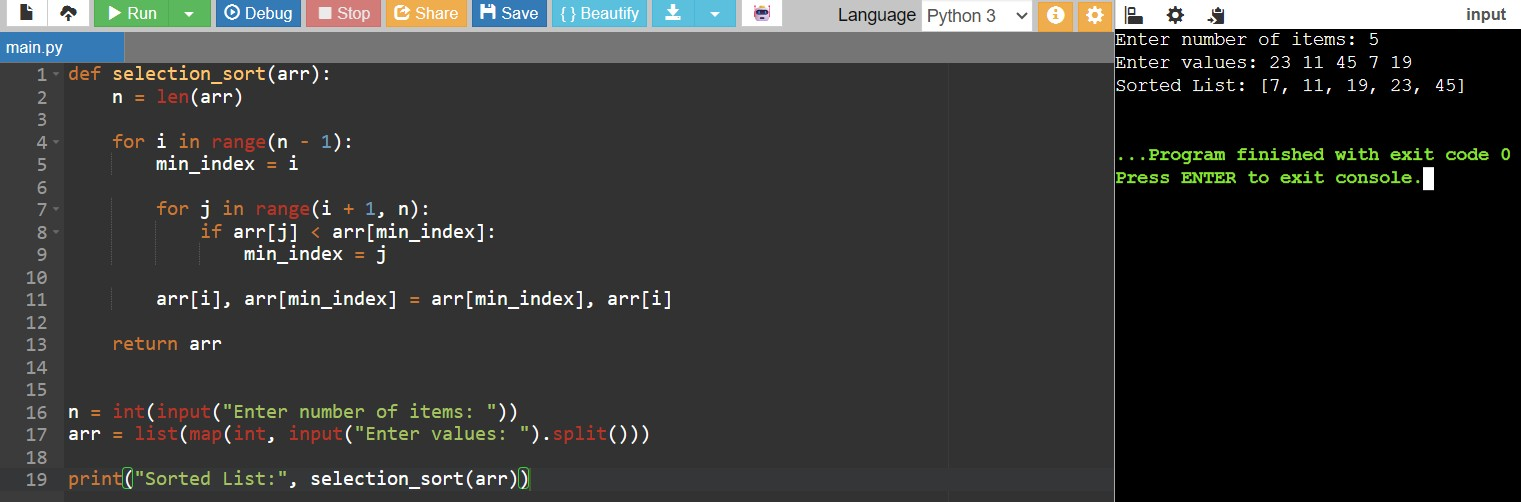 Run Debug Stop Share Save { } Beautify Language Python 3 input
main.py
1 def selection_sort(arr):
2     n = len(arr)
3
4     for i in range(n - 1):
5         min_index = i
6
7         for j in range(i + 1, n):
8             if arr[j] < arr[min_index]:
9                 min_index = j
10
11         arr[i], arr[min_index] = arr[min_index], arr[i]
12
13     return arr
14
15
16 n = int(input("Enter number of items: "))
17 arr = list(map(int, input("Enter values: ").split()))
18
19 print("Sorted List:", selection_sort(arr))
Enter number of items: 5
Enter values: 23 11 45 7 19
Sorted List: [7, 11, 19, 23, 45]
...Program finished with exit code 0
Press ENTER to exit console.